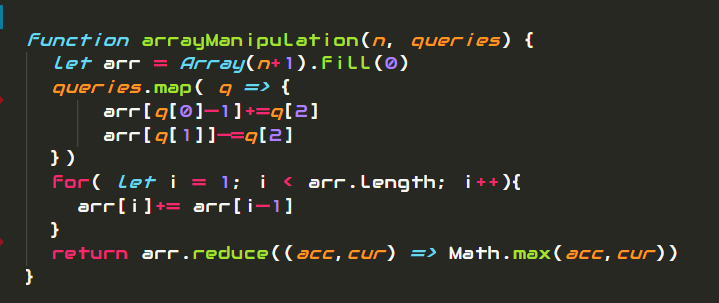 function arrayManipulation(n, queries) {
let arr = Array(n+1).fill(0)
queries.map( q => {
arr[q[0]-1]+=q[2]
arr[q[1]]-=q[2]
})
for( let i = 1; i < arr.length; i++){
arr[i]+= arr[i-1]
}
return arr.reduce((acc,cur) => Math.max(acc,cur))
}